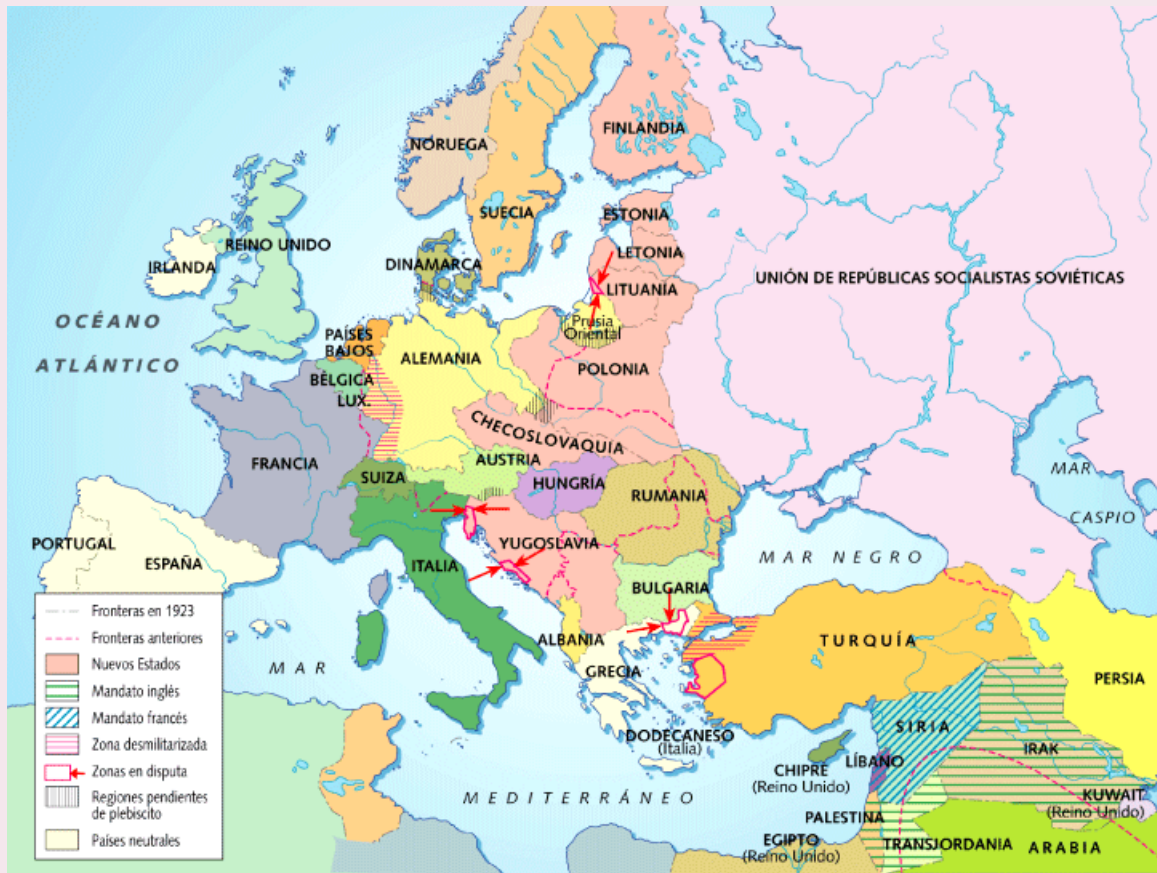 NORUEGA
FINLANDIA
SUECIA
ESTONIA
REINO UNIDO
IRLANDA
DINAMARCA
LETONIA
LITUANIA
UNIÓN DE REPÚBLICAS SOCIALISTAS SOVIÉTICAS
OCÉANO
ATLÁNTICO
PAÍSES
BAJOS
Prusia
Oriental
ALEMANIA
POLONIA
BÉLGICA
LUX.
CHECOSLOVAQUIA
FRANCIA
AUSTRIA
SUIZA
HUNGRÍA
RUMANIA
MAR
CASPIO
PORTUGAL
ESPAÑA
ITALIA
YUGOSLAVIA
MAR NEGRO
BULGARIA
ALBANIA
GRECIA
TURQUÍA
PERSIA
MAR
MEDITERRÁNEO
DODECANESO
(Italia)
SIRIA
IRAK
CHIPRE
(Reino Unido)
LÍBANO
KUWAIT
(Reino Unido)
PALESTINA
EGIPTO
(Reino Unido)
TRANSJORDANIA
ARABIA
Fronteras en 1923
Fronteras anteriores
Nuevos Estados
Mandato inglés
Mandato francés
Zona desmilitarizada
Zonas en disputa
Regiones pendientes
de plebiscito
Países neutrales